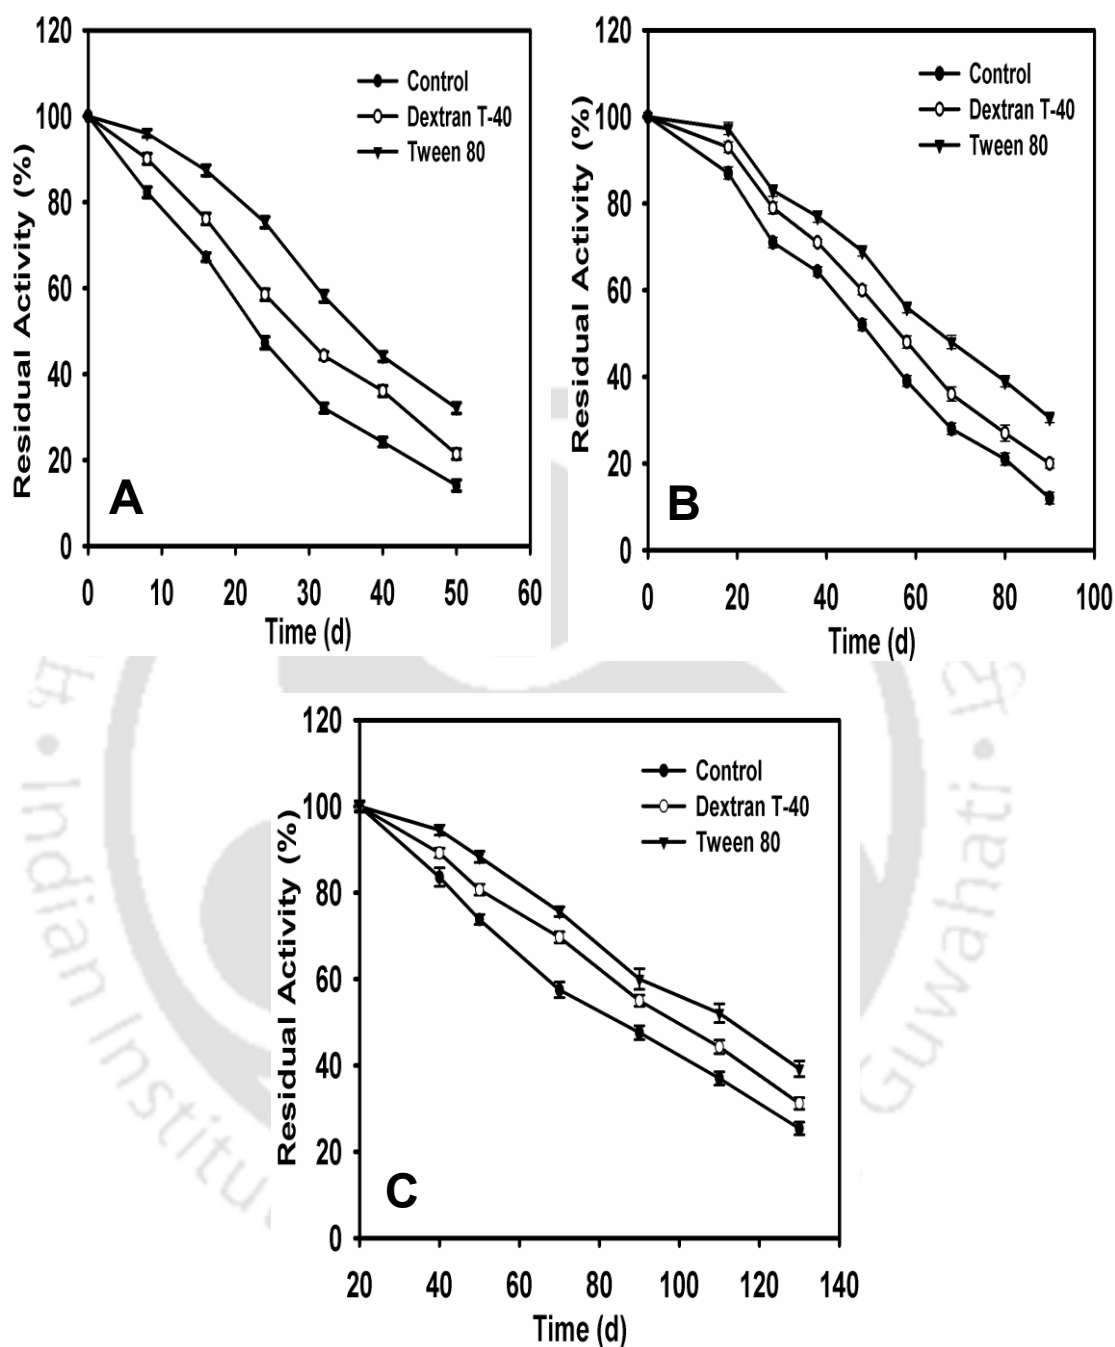 120
100
80
60
40
20
0
Residual Activity (%)
Control
Dextran T-40
Tween 80
A
0 10 20 30 40 50 60
Time (d)
120
100
80
60
40
20
0
Residual Activity (%)
Control
Dextran T-40
Tween 80
B
0 20 40 60 80 100
Time (d)
120
100
80
60
40
20
0
Residual Activity (%)
Control
Dextran T-40
Tween 80
C
20 40 60 80 100 120 140
Time (d)
Indian Institu
Guwahati